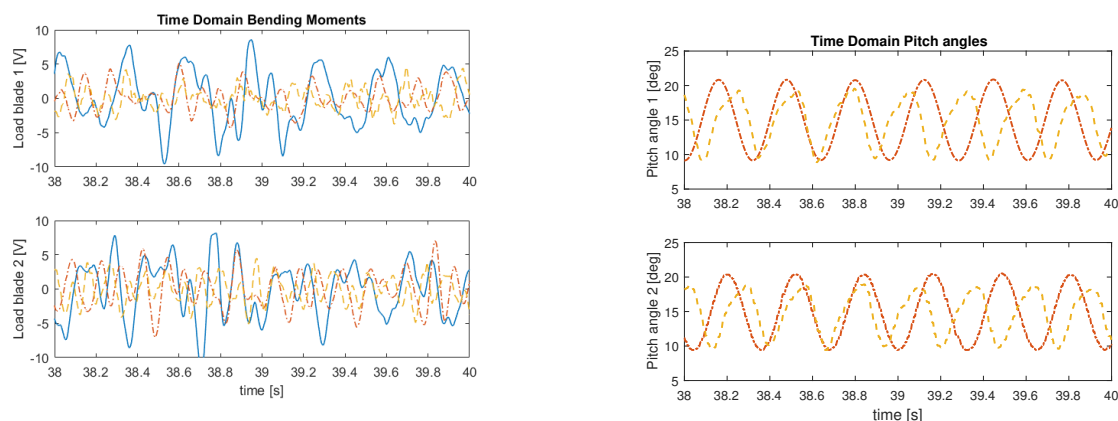 Time Domain Bending Moments
Load blade 1 [V]
10
5
0
-5
-10
38 38.2 38.4 38.6 38.8 39 39.2 39.4 39.6 39.8 40
Load blade 2 [V]
10
5
0
-5
-10
38 38.2 38.4 38.6 38.8 39 39.2 39.4 39.6 39.8 40
time [s]
Time Domain Pitch angles
Pitch angle 1 [deg]
25
20
15
10
5
38 38.2 38.4 38.6 38.8 39 39.2 39.4 39.6 39.8 40
Pitch angle 2 [deg]
25
20
15
10
5
38 38.2 38.4 38.6 38.8 39 39.2 39.4 39.6 39.8 40
time [s]